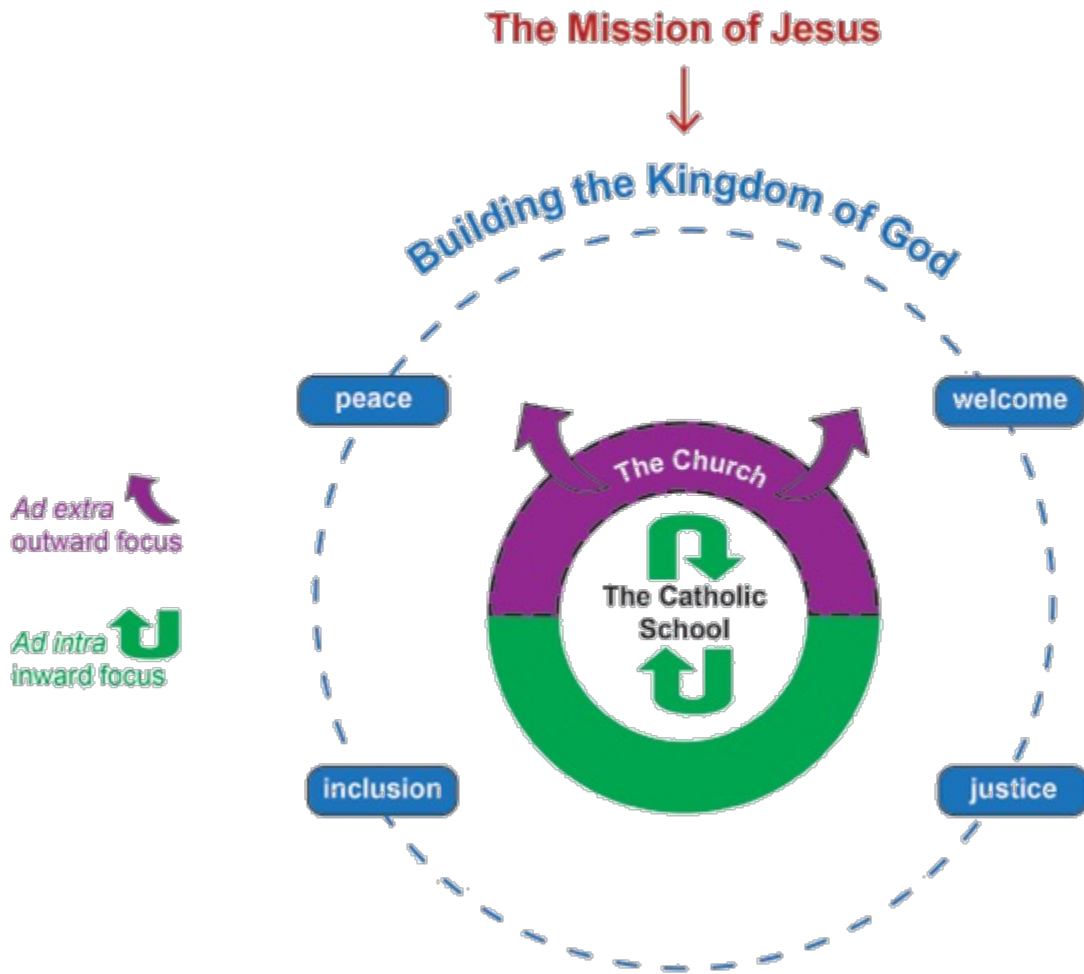 The Mission of Jesus
Building the Kingdom of God
peace
welcome
The Church
Ad extra
outward focus
The Catholic
School
Ad intra
inward focus
inclusion
justice